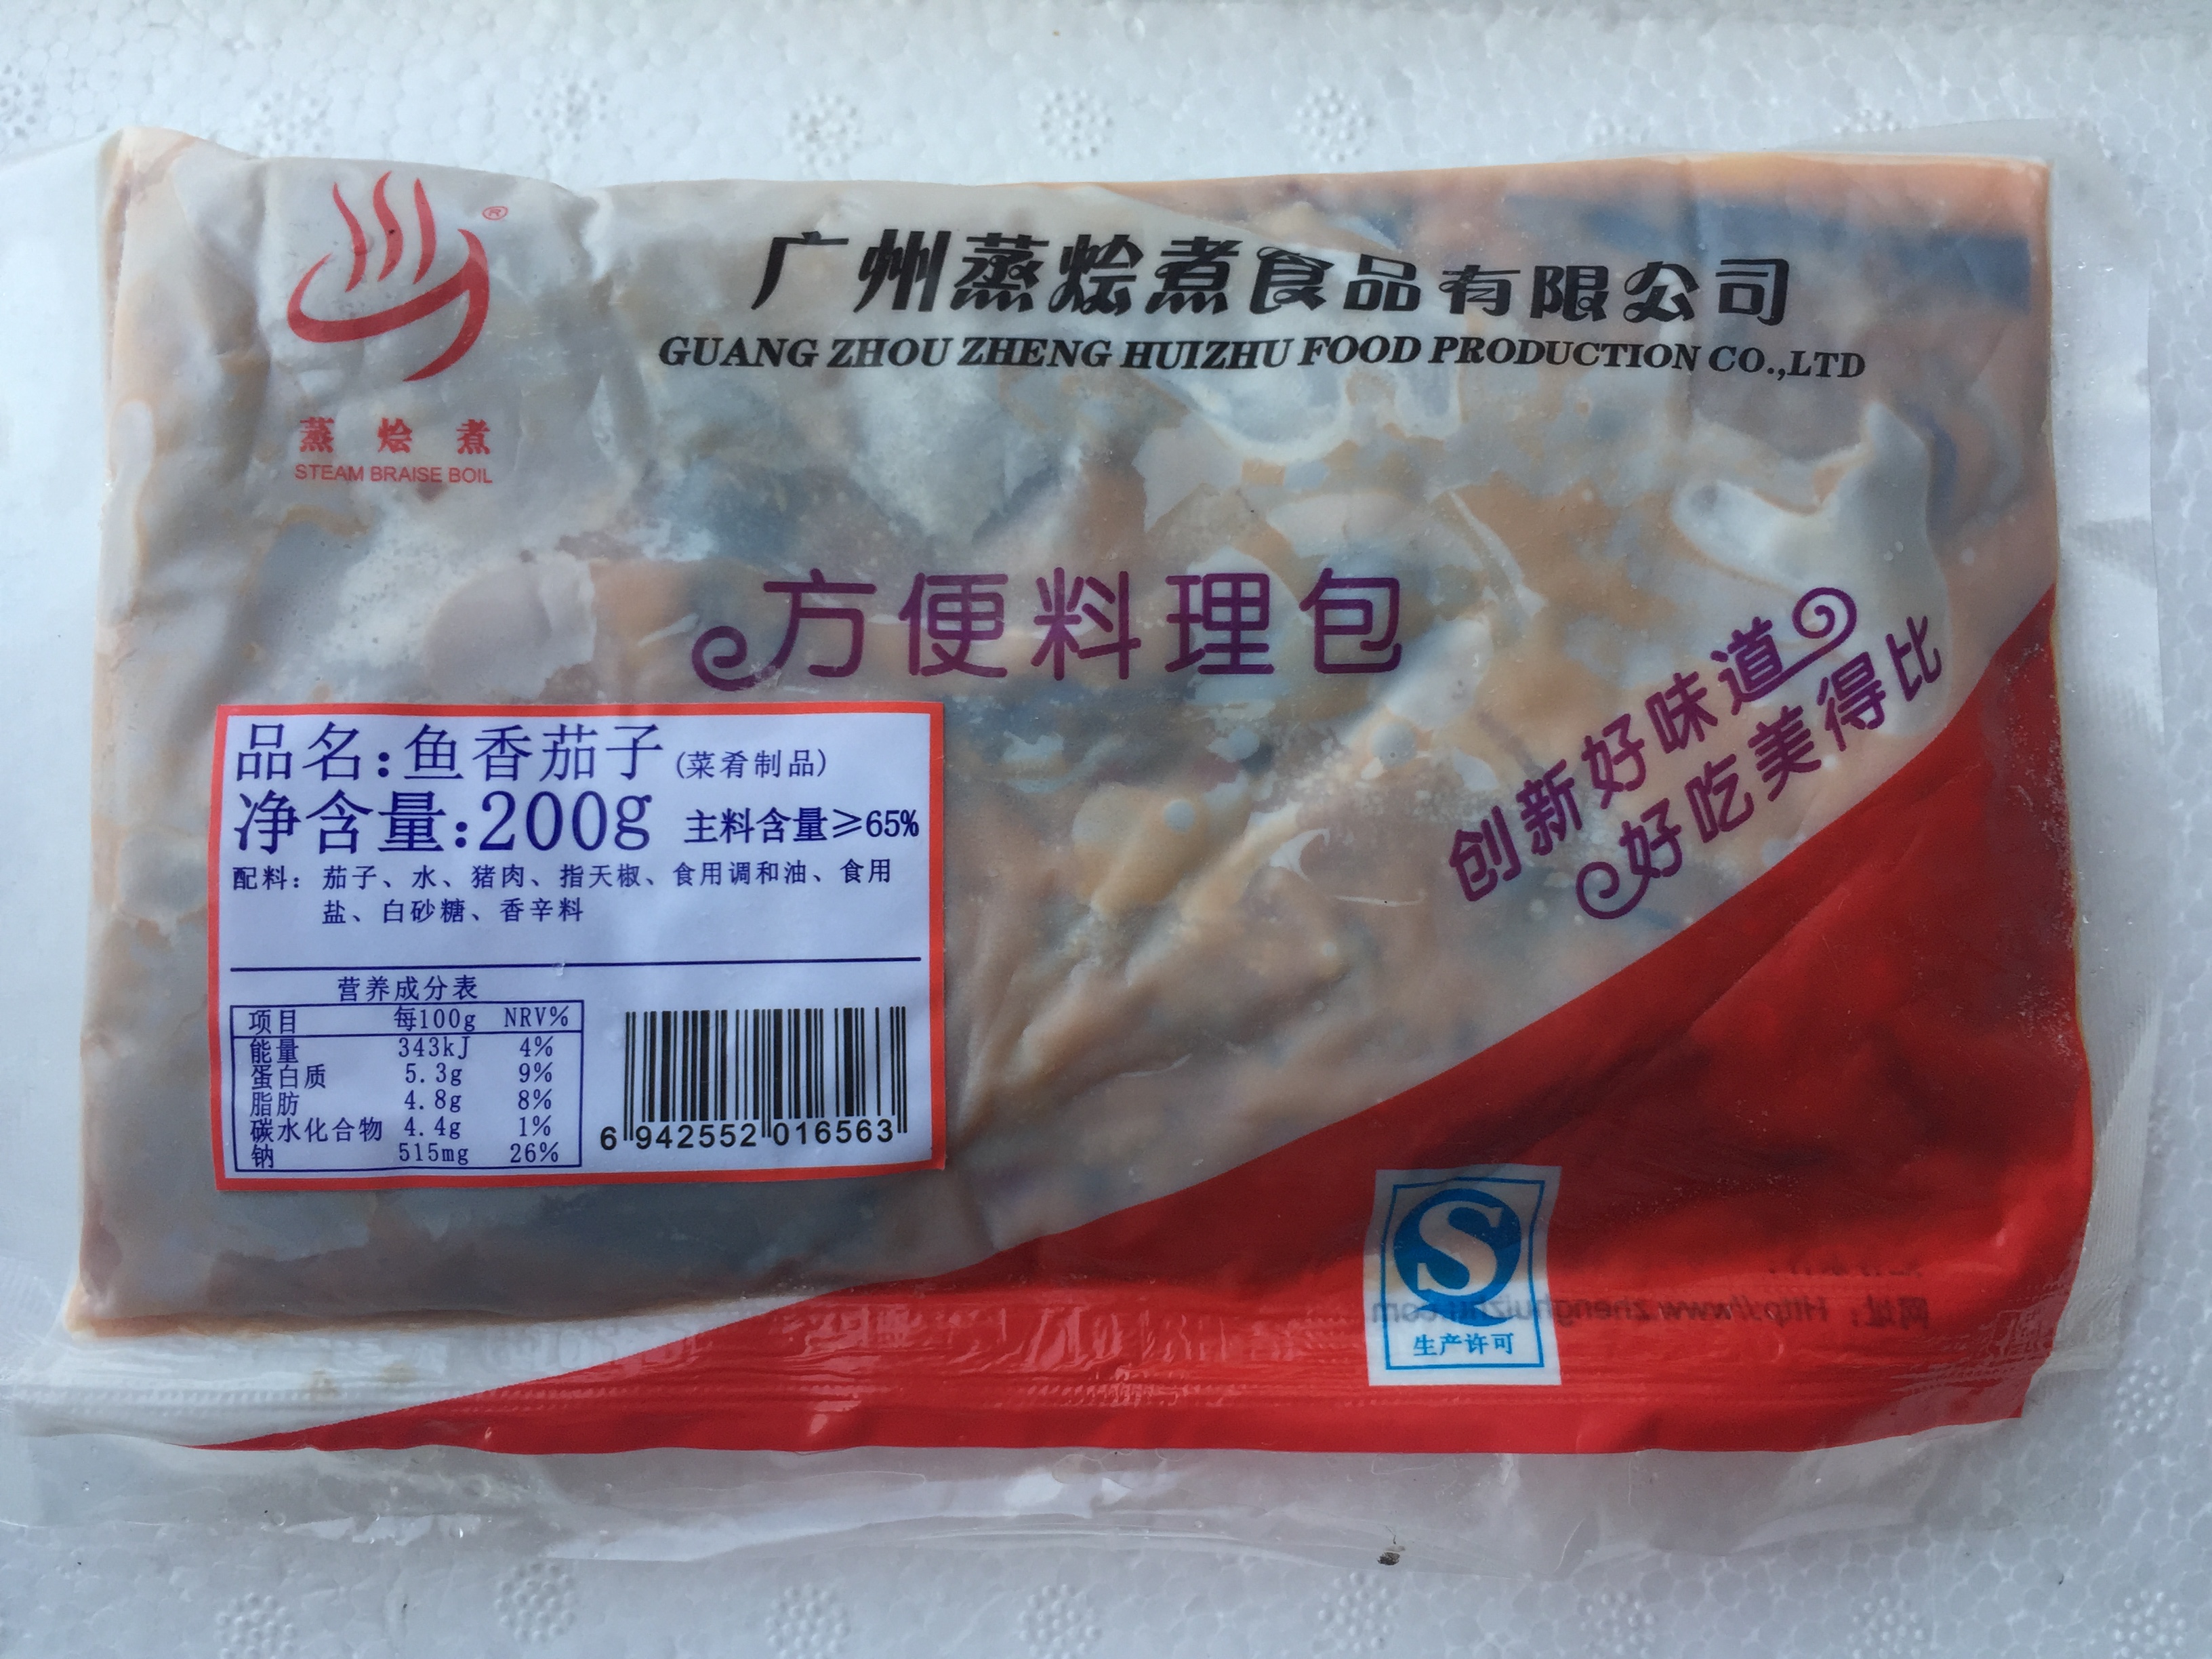 ®
广州蒸烩煮食品有限公司
GUANG ZHOU ZHENG HUIZHU FOOD PRODUCTION CO.,LTD
蒸烩煮
STEAM BRAISE BOIL
方便料理包
创新好味道
好吃美得比
品名:鱼香茄子(菜肴制品)
净含量:200g 主料含量≥65%
配料: 茄子、水、猪肉、指天椒、食用调和油、食用
盐、白砂糖、香辛料
营养成分表
项目 每100g NRV%
能量 343kJ 4%
蛋白质 5.3g 9%
脂肪 4.8g 8%
碳水化合物 4.4g 1%
钠 515mg 26%
6 942552 016563
S
生产许可
网址：Http://www.zhenghuizhu.com